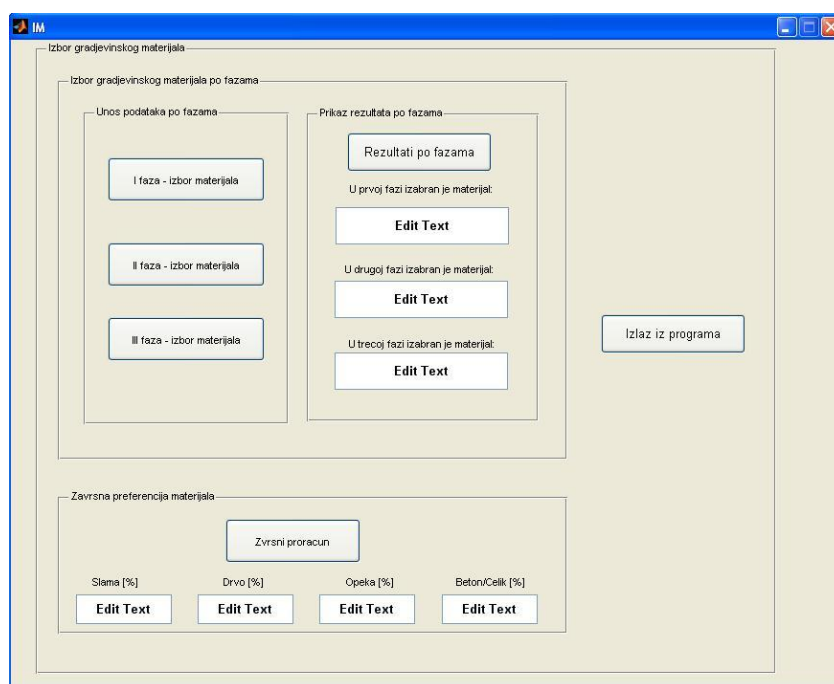 IM
Izbor gradjevinskog materijala
Izbor gradjevinskog materijala po fazama
Unos podataka po fazama
I faza - izbor materijala
II faza - izbor materijala
III faza - izbor materijala
Prikaz rezultata po fazama
Rezultati po fazama
U prvoj fazi izabran je materijal:
Edit Text
U drugoj fazi izabran je materijal:
Edit Text
U trecoj fazi izabran je materijal:
Edit Text
Izlaz iz programa
Zavrsna preferencija materijala
Zvrsni proracun
Slama [%] Drvo [%] Opeka [%] Beton/Celik [%]
Edit Text Edit Text Edit Text Edit Text